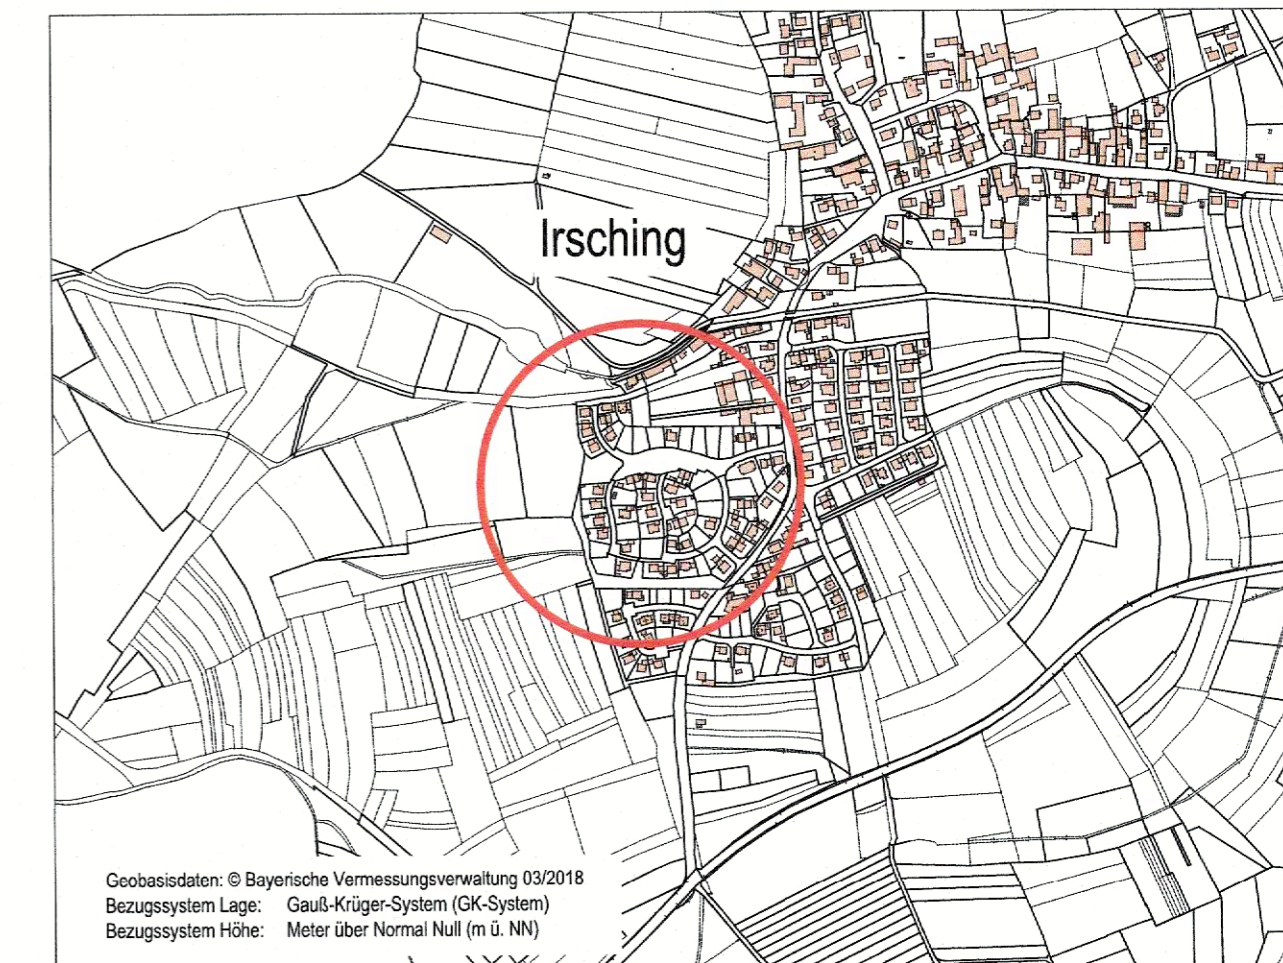 Irsching
Geobasisdaten: © Bayerische Vermessungsverwaltung 03/2018
Bezugssystem Lage: Gauß-Krüger-System (GK-System)
Bezugssystem Höhe: Meter über Normal Null (m ü. NN)